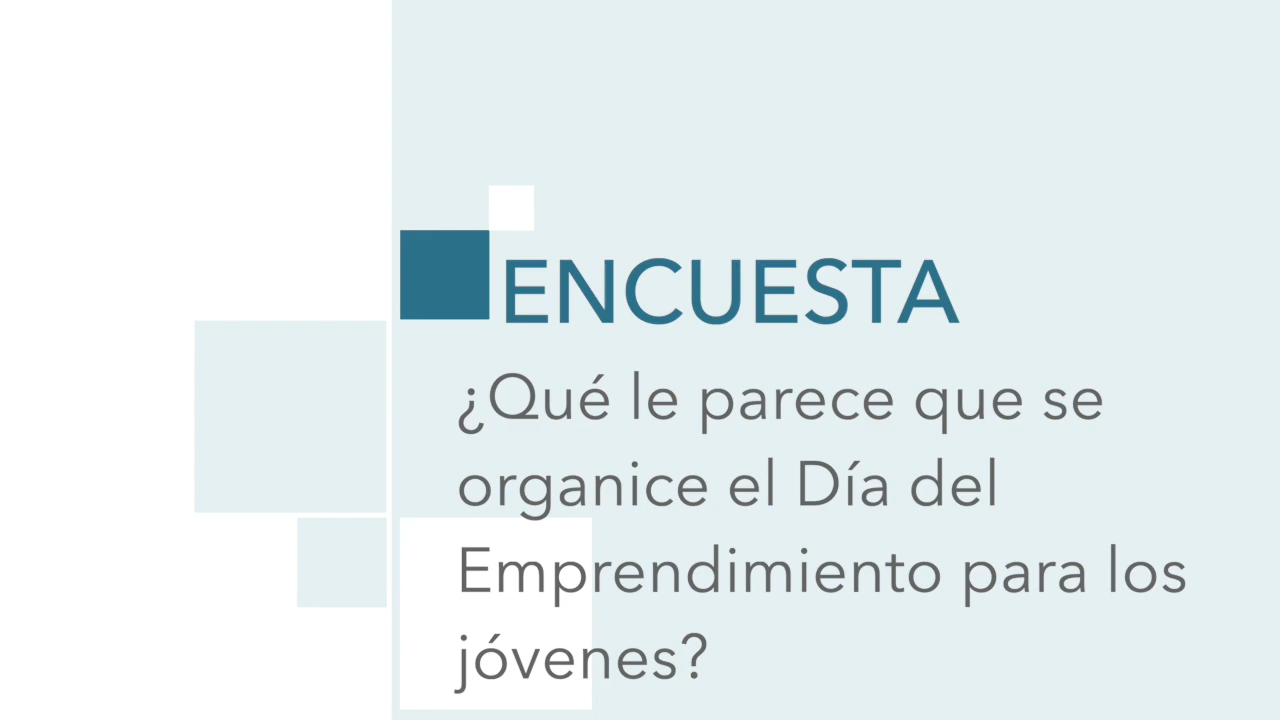 ENCUESTA
¿Qué le parece que se
organice el Día del
Emprendimiento para los
jóvenes?